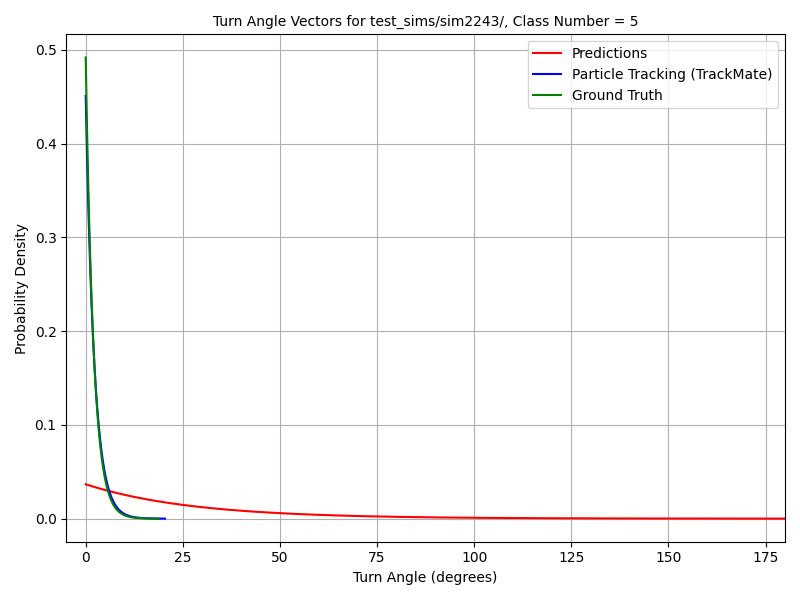 Turn Angle Vectors for test_sims/sim2243/, Class Number = 5
Predictions
Particle Tracking (TrackMate)
Ground Truth
Probability Density
0.5
0.4
0.3
0.2
0.1
0.0
0 25 50 75 100 125 150 175
Turn Angle (degrees)